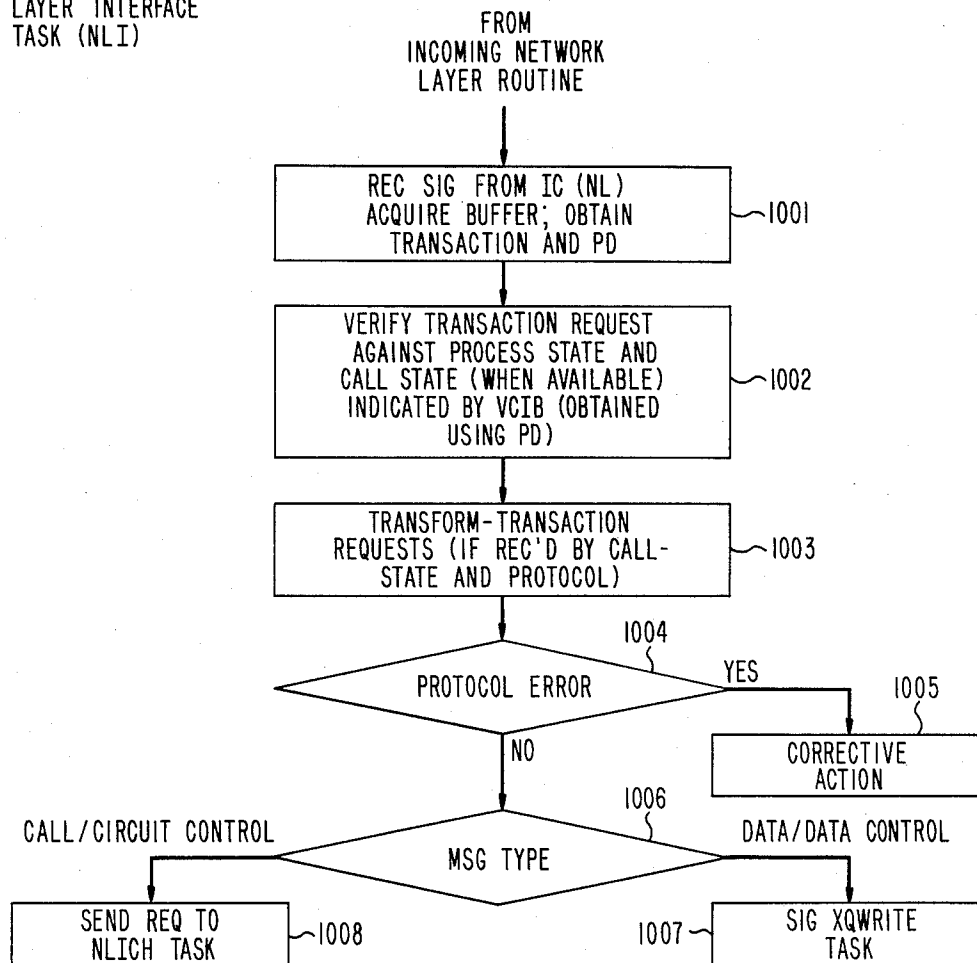 LAYER INTERFACE
TASK (NLI)
FROM
INCOMING NETWORK
LAYER ROUTINE
REC SIG FROM IC (NL)
ACQUIRE BUFFER; OBTAIN
TRANSACTION AND PD
1001
VERIFY TRANSACTION REQUEST
AGAINST PROCESS STATE AND
CALL STATE (WHEN AVAILABLE)
INDICATED BY VCIB (OBTAINED
USING PD)
1002
TRANSFORM-TRANSACTION
REQUESTS (IF REC'D BY CALL-
STATE AND PROTOCOL)
1003
1004
PROTOCOL ERROR
YES
1005
CORRECTIVE
ACTION
NO
1006
CALL/CIRCUIT CONTROL
MSG TYPE
DATA/DATA CONTROL
SEND REQ TO
NLICH TASK
1008
1007
SIG XQWRITE
TASK